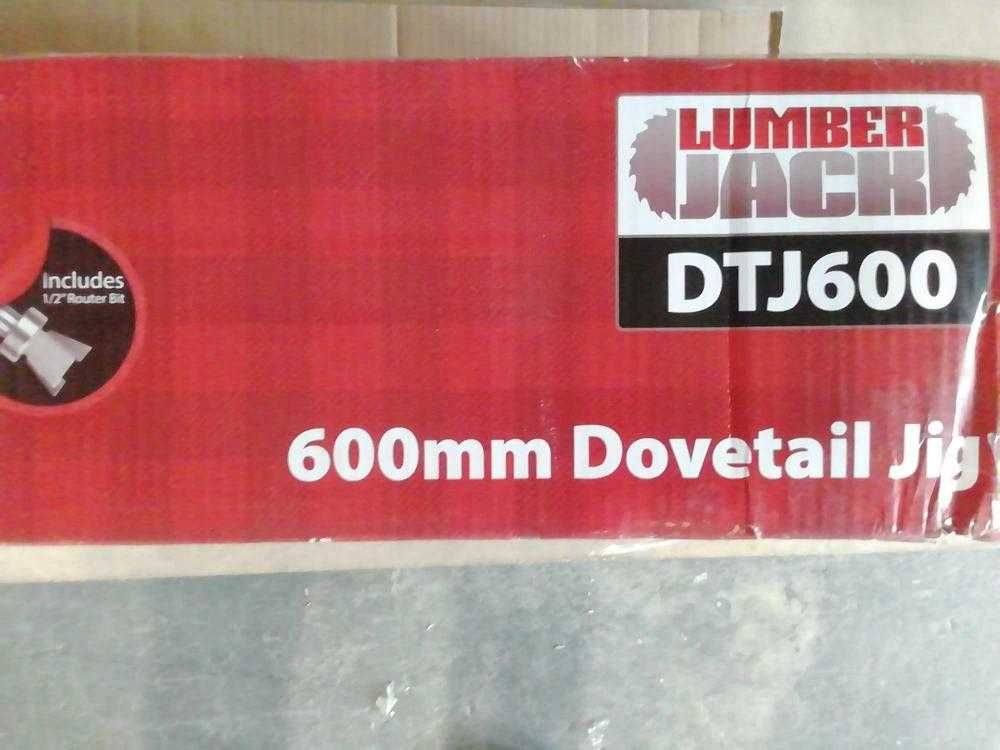 LUMBER
JACK
DTJ600
Includes
1/2" Router Bit
600mm Dovetail Jig